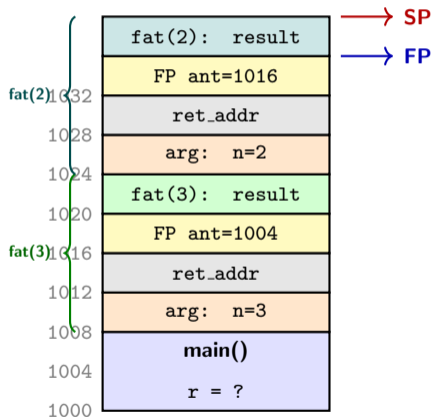 fat(2): result
SP
FP ant=1016
FP
fat(2)
1032
ret_addr
1028
arg: n=2
1024
fat(3): result
1020
FP ant=1004
fat(3)
1016
ret_addr
1012
arg: n=3
1008
main()
1004
r = ?
1000